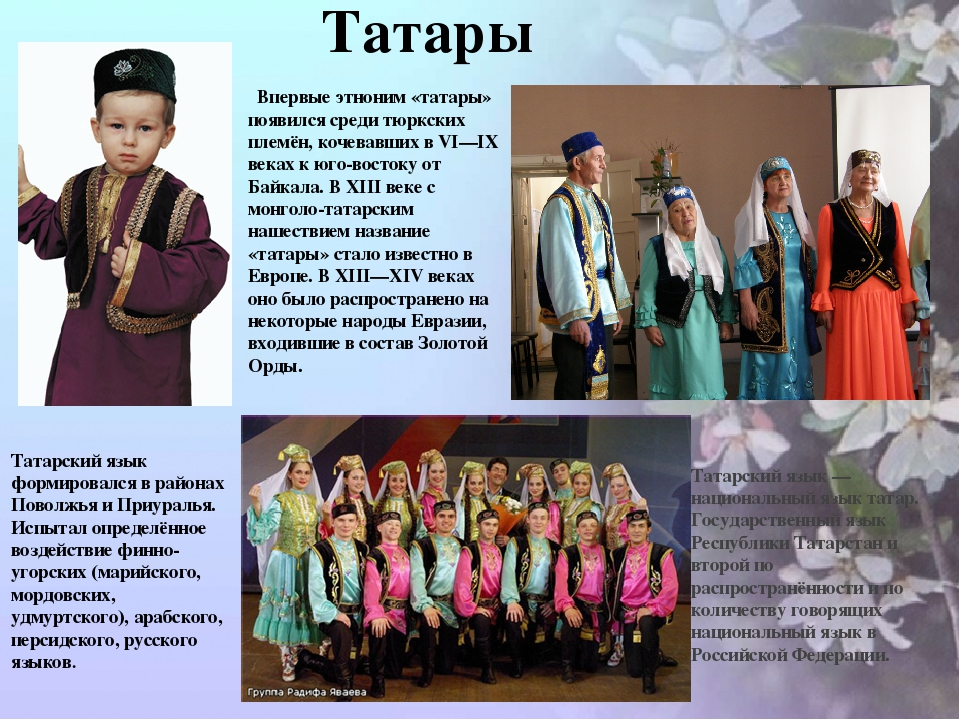 Татары
Впервые этноним «татары»
появился среди тюркских
племён, кочевавших в VI—IX
веках к юго-востоку от
Байкала. В XIII веке с
монголо-татарским
нашествием название
«татары» стало известно в
Европе. В XIII—XIV веках
оно было распространено на
некоторые народы Евразии,
входившие в состав Золотой
Орды.
Татарский язык
формировался в районах
Поволжья и Приуралья.
Испытал определённое
воздействие финно-
угорских (марийского,
мордовских,
удмуртского), арабского,
персидского, русского
языков.
Группа Радифа Яваева
Татарский язык —
национальный язык татар.
Государственный язык
Республики Татарстан и
второй по
распространённости и по
количеству говорящих
национальный язык в
Российской Федерации.